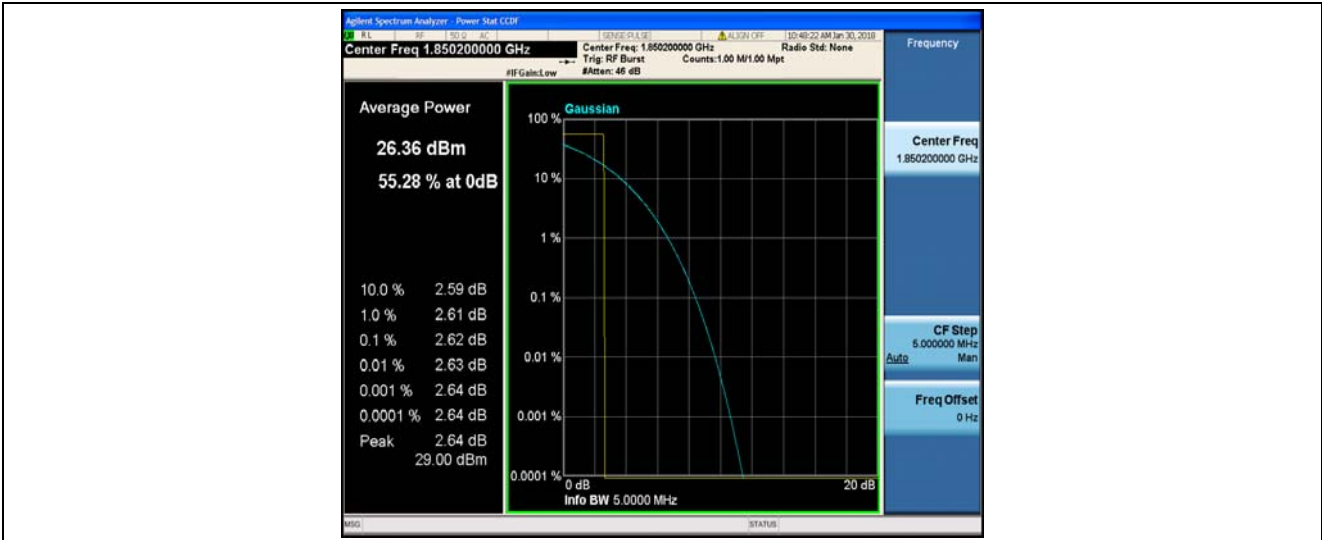 Agilent Spectrum Analyzer - Power Stat CCDF
RL RF 50 Ω AC SENSE:PULSE ALIGN OFF 10:48:22 AM Jan 30, 2018
Center Freq 1.850200000 GHz
Center Freq: 1.850200000 GHz Radio Std: None
Trig: RF Burst Counts:1.00 M/1.00 Mpt
#IFGain:Low #Atten: 46 dB
Frequency
Average Power
26.36 dBm
55.28 % at 0dB
10.0 % 2.59 dB
1.0 % 2.61 dB
0.1 % 2.62 dB
0.01 % 2.63 dB
0.001 % 2.64 dB
0.0001 % 2.64 dB
Peak 2.64 dB
29.00 dBm
Gaussian
100 %
10 %
1 %
0.1 %
0.01 %
0.001 %
0.0001 %
0 dB 20 dB
Info BW 5.0000 MHz
Center Freq
1.850200000 GHz
CF Step
5.000000 MHz
Auto Man
Freq Offset
0 Hz
MSG STATUS